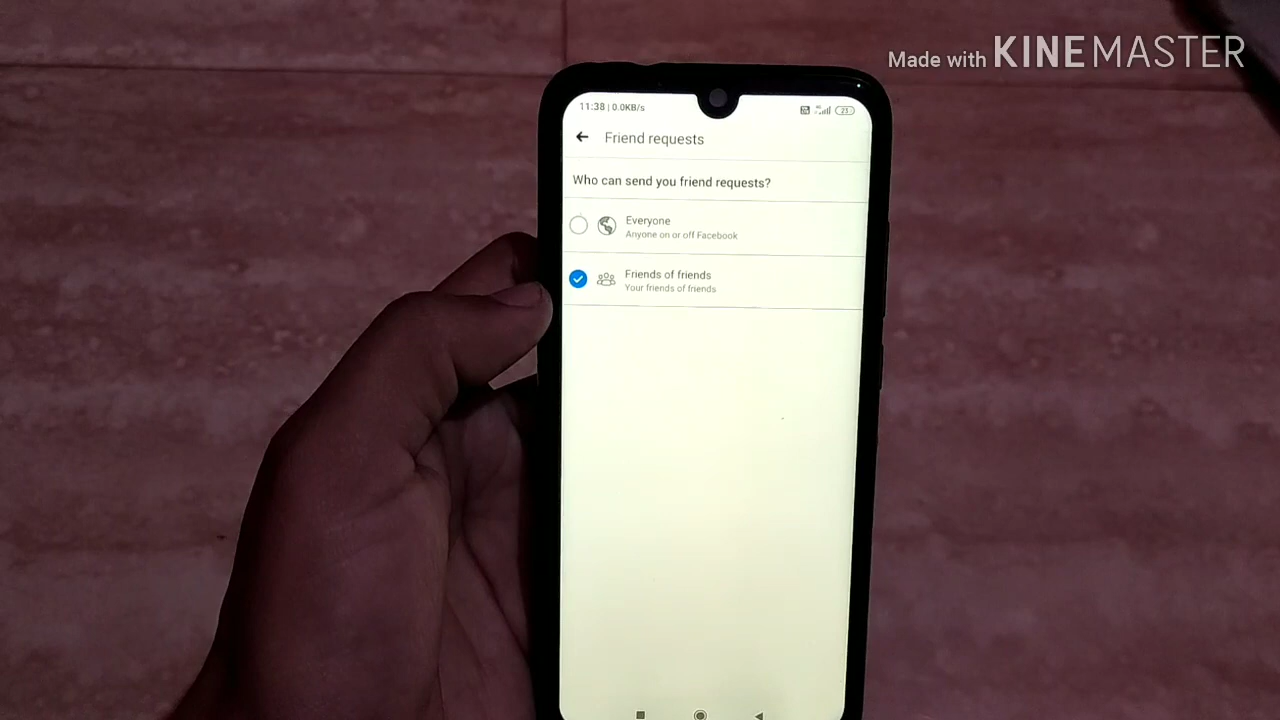 Made with KINEMASTER
11:38 | 0.0KB/s
23
Friend requests
Who can send you friend requests?
Everyone
Anyone on or off Facebook
Friends of friends
Your friends of friends